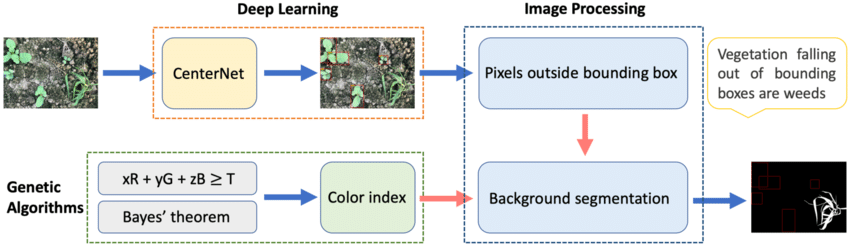 Deep Learning
Image Processing
CenterNet
Pixels outside bounding box
Vegetation falling
out of bounding
boxes are weeds
Genetic
Algorithms
xR + yG + zB ≥ T
Bayes’ theorem
Color index
Background segmentation